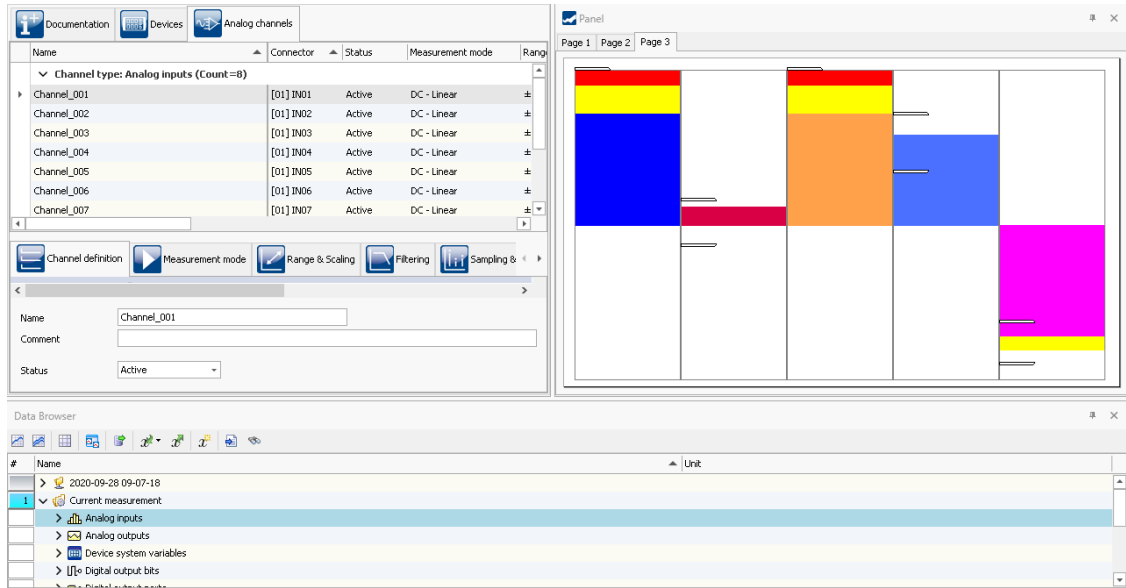 Documentation Devices Analog channels
Name Connector Status Measurement mode Rang
Channel type: Analog inputs (Count=8)
Channel_001 [01] IN01 Active DC - Linear ±
Channel_002 [01] IN02 Active DC - Linear ±
Channel_003 [01] IN03 Active DC - Linear ±
Channel_004 [01] IN04 Active DC - Linear ±
Channel_005 [01] IN05 Active DC - Linear ±
Channel_006 [01] IN06 Active DC - Linear ±
Channel_007 [01] IN07 Active DC - Linear ±
Channel definition Measurement mode Range & Scaling Filtering Sampling &
Name Channel_001
Comment
Status Active
Panel
Page 1 Page 2 Page 3
Data Browser
# Name Unit
2020-09-28 09-07-18
1 Current measurement
Analog inputs
Analog outputs
Device system variables
Digital output bits